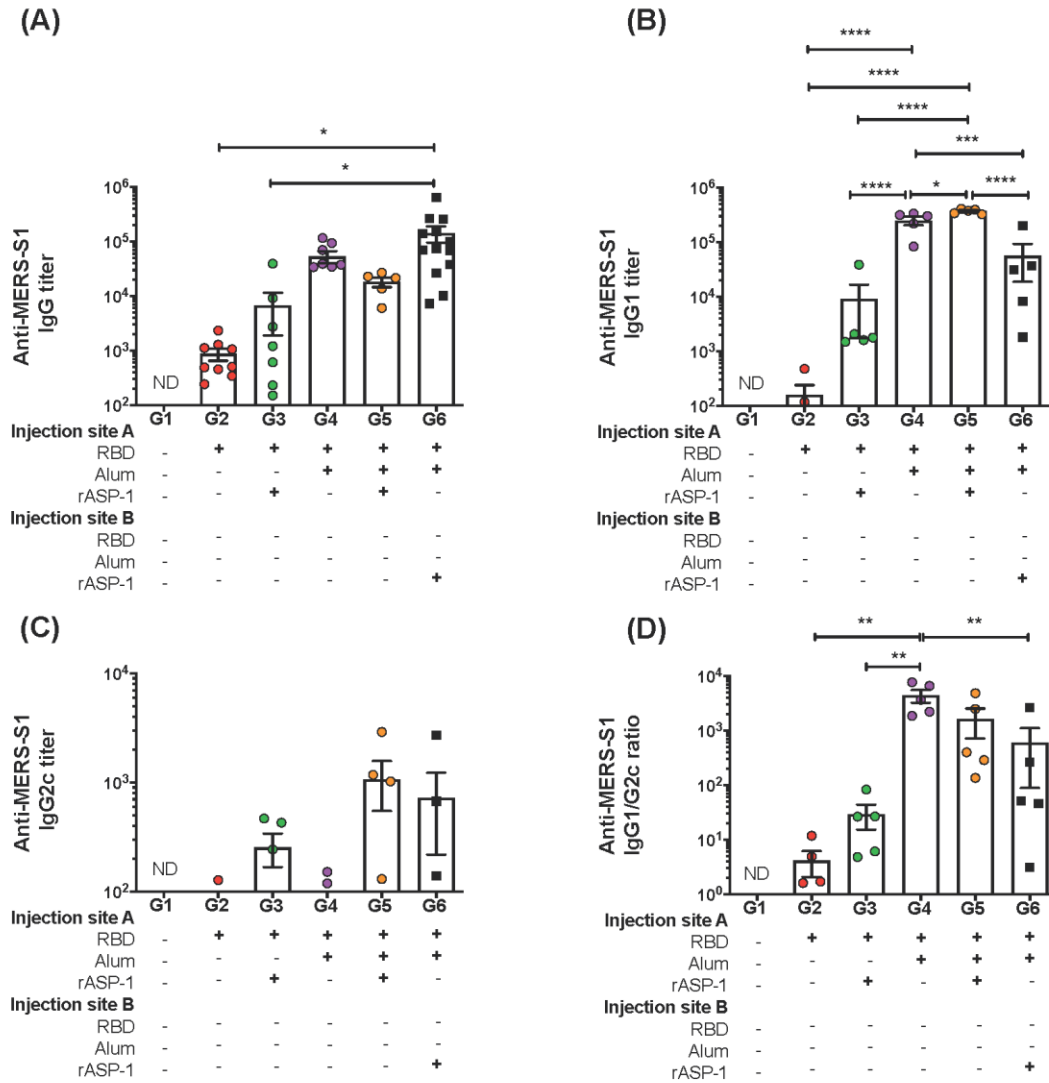 (A)
*
*
Anti-MERS-S1
IgG titer
10^6
10^5
10^4
10^3
10^2
ND
G1 G2 G3 G4 G5 G6
Injection site A
RBD - + + + + +
Alum - - - + + +
rASP-1 - - + - + -
Injection site B
RBD - - - - - -
Alum - - - - - -
rASP-1 - - - - - +
(B)
****
****
****
***
**** * ****
Anti-MERS-S1
IgG1 titer
10^6
10^5
10^4
10^3
10^2
ND
G1 G2 G3 G4 G5 G6
Injection site A
RBD - + + + + +
Alum - - - + + +
rASP-1 - - + - + -
Injection site B
RBD - - - - - -
Alum - - - - - -
rASP-1 - - - - - +
(C)
Anti-MERS-S1
IgG2c titer
10^4
10^3
10^2
ND
G1 G2 G3 G4 G5 G6
Injection site A
RBD - + + + + +
Alum - - - + + +
rASP-1 - - + - + -
Injection site B
RBD - - - - - -
Alum - - - - - -
rASP-1 - - - - - +
(D)
** **
**
Anti-MERS-S1
IgG1/G2c ratio
10^4
10^3
10^2
10^1
10^0
ND
G1 G2 G3 G4 G5 G6
Injection site A
RBD - + + + + +
Alum - - - + + +
rASP-1 - - + - + -
Injection site B
RBD - - - - - -
Alum - - - - - -
rASP-1 - - - - - +